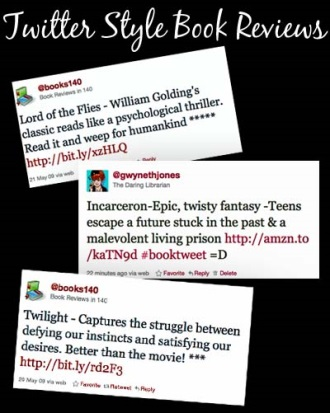 Twitter Style Book Reviews
@books140
Book Reviews in 140
Lord of the Flies - William Golding's
classic reads like a psychological thriller.
Read it and weep for humankind *****
http://bit.ly/xzHLQ
21 May 09 via web Reply
@gwynethjones
The Daring Librarian
Incarceron-Epic, twisty fantasy -Teens
escape a future stuck in the past & a
malevolent living prison http://amzn.to
/kaTN9d #booktweet =D
22 minutes ago via web Favorite Reply Delete
@books140
Book Reviews in 140
Twilight - Captures the struggle between
defying our instincts and satisfying our
desires. Better than the movie! ***
http://bit.ly/rd2F3
29 May 09 via web Favorite Retweet Reply